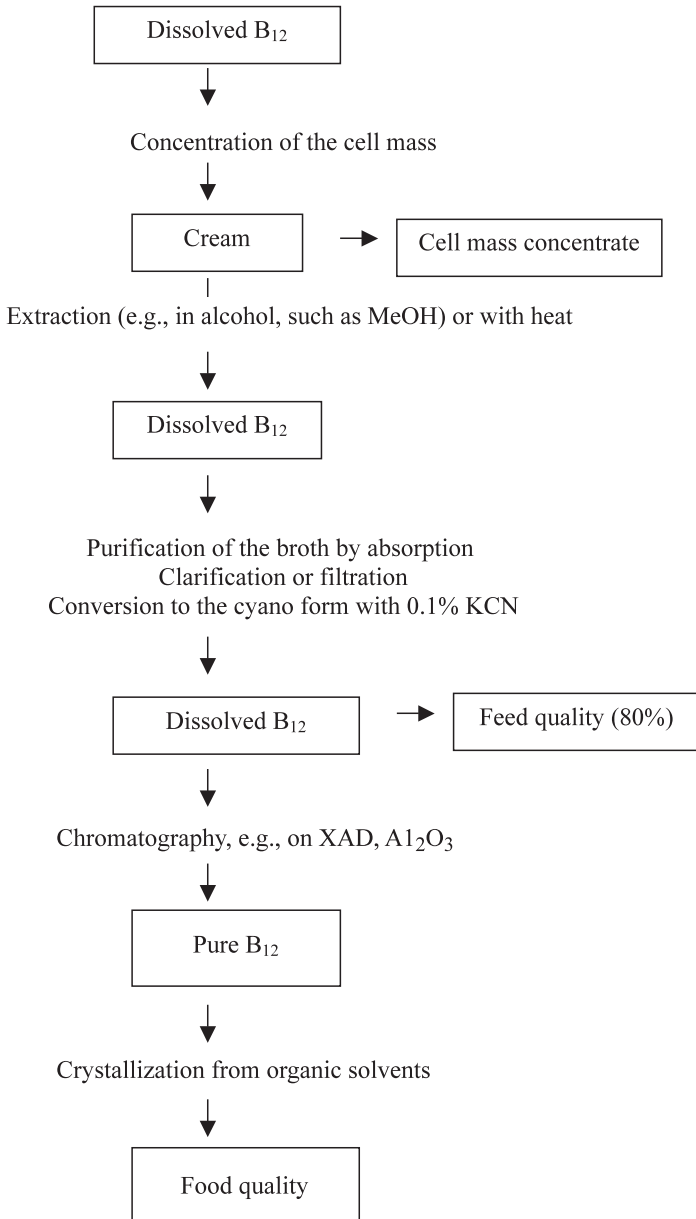 Dissolved B₁₂
Concentration of the cell mass
Cream
Cell mass concentrate
Extraction (e.g., in alcohol, such as MeOH) or with heat
Dissolved B₁₂
Purification of the broth by absorption
Clarification or filtration
Conversion to the cyano form with 0.1% KCN
Dissolved B₁₂
Feed quality (80%)
Chromatography, e.g., on XAD, A1₂O₃
Pure B₁₂
Crystallization from organic solvents
Food quality